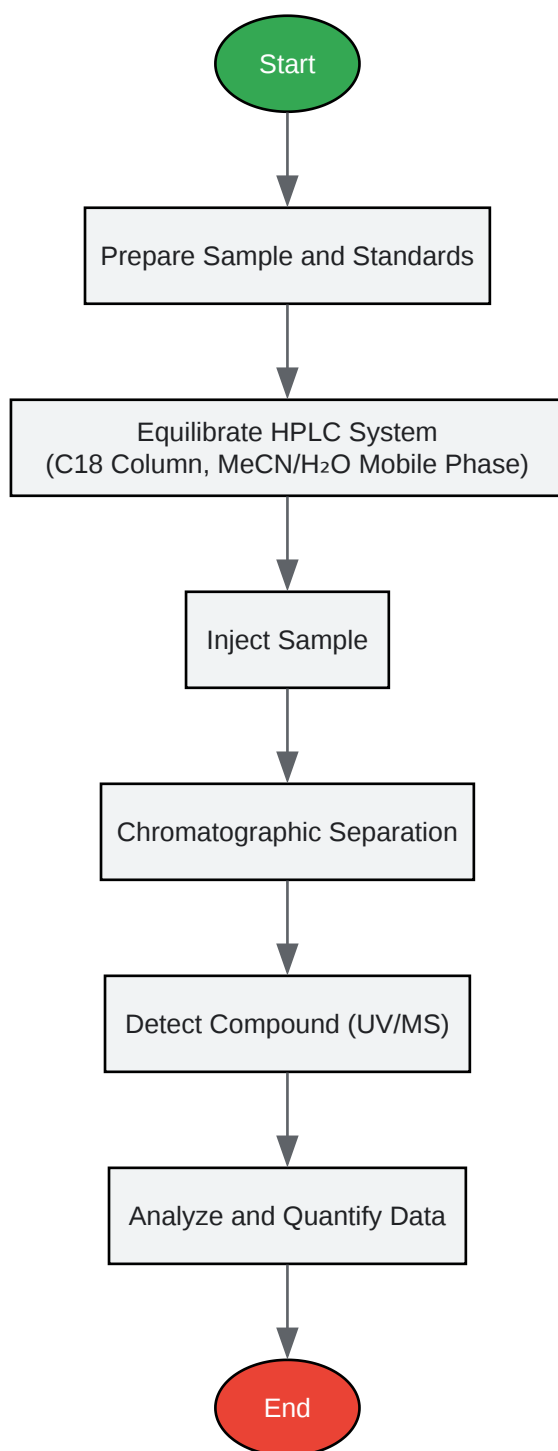 Start
Prepare Sample and Standards
Equilibrate HPLC System
(C18 Column, MeCN/H₂O Mobile Phase)
Inject Sample
Chromatographic Separation
Detect Compound (UV/MS)
Analyze and Quantify Data
End